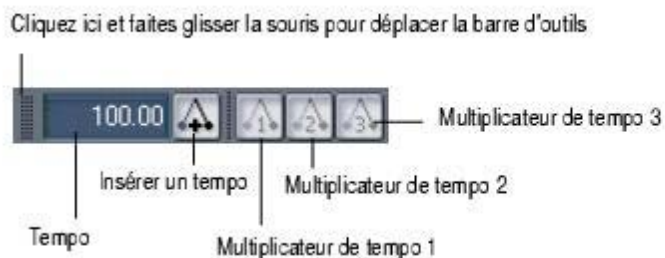 Cliquez ici et faites glisser la souris pour déplacer la barre d'outils
100.00
1
2
3
Multiplicateur de tempo 3
Insérer un tempo
Multiplicateur de tempo 2
Tempo
Multiplicateur de tempo 1